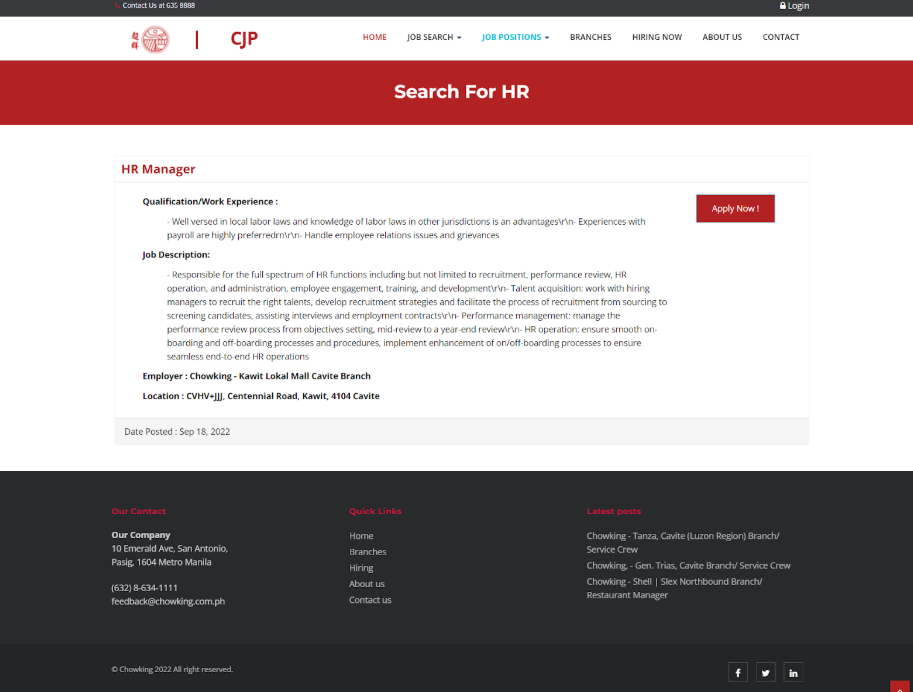 Contact Us at 635 8888
Login
超
群
CJP
HOME
JOB SEARCH
JOB POSITIONS
BRANCHES
HIRING NOW
ABOUT US
CONTACT
Search For HR
HR Manager
Qualification/Work Experience :
- Well versed in local labor laws and knowledge of labor laws in other jurisdictions is an advantages\r\n- Experiences with
payroll are highly preferredrn\r\n- Handle employee relations issues and grievances
Apply Now !
Job Description:
- Responsible for the full spectrum of HR functions including but not limited to recruitment, performance review, HR
operation, and administration, employee engagement, training, and development\r\n- Talent acquisition: work with hiring
managers to recruit the right talents, develop recruitment strategies and facilitate the process of recruitment from sourcing to
screening candidates, assisting interviews and employment contracts\r\n- Performance management: manage the
performance review process from objectives setting, mid-review to a year-end review\r\n- HR operation: ensure smooth on-
boarding and off-boarding processes and procedures, implement enhancement of on/off-boarding processes to ensure
seamless end-to-end HR operations
Employer : Chowking - Kawit Lokal Mall Cavite Branch
Location : CVHV+JJJ, Centennial Road, Kawit, 4104 Cavite
Date Posted : Sep 18, 2022
Our Contact
Our Company
10 Emerald Ave, San Antonio,
Pasig, 1604 Metro Manila
(632) 8-634-1111
feedback@chowking.com.ph
Quick Links
Home
Branches
Hiring
About us
Contact us
Latest posts
Chowking - Tanza, Cavite (Luzon Region) Branch/
Service Crew
Chowking, - Gen. Trias, Cavite Branch/ Service Crew
Chowking - Shell | Slex Northbound Branch/
Restaurant Manager
© Chowking 2022 All right reserved.